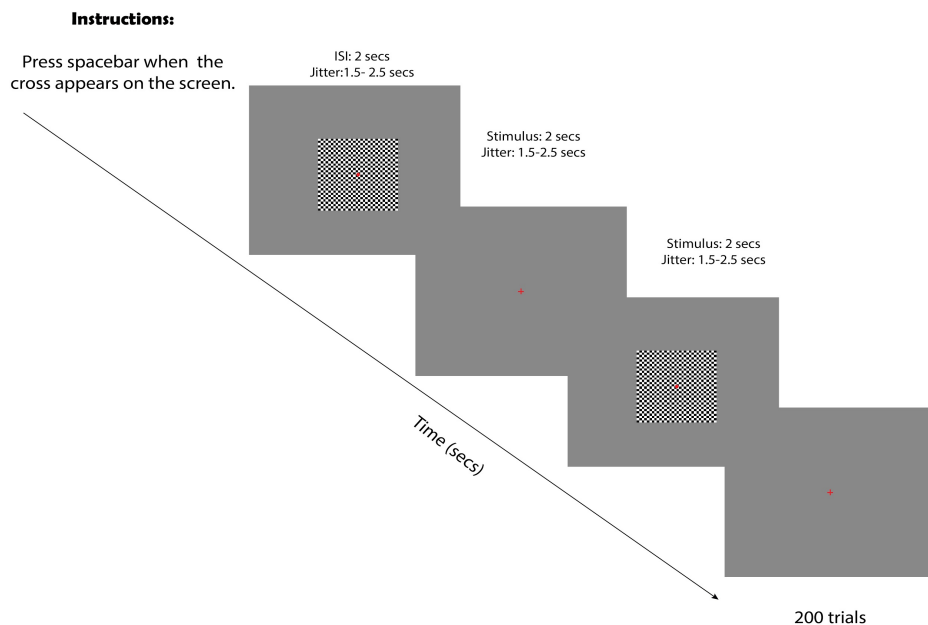 Instructions:
Press spacebar when the
cross appears on the screen.
ISI: 2 secs
Jitter:1.5- 2.5 secs
Stimulus: 2 secs
Jitter: 1.5-2.5 secs
Stimulus: 2 secs
Jitter: 1.5-2.5 secs
Time (secs)
200 trials